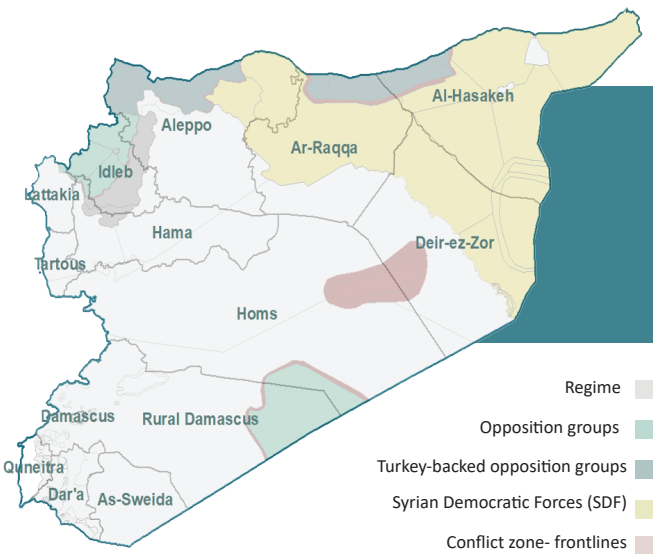 Al-Hasakeh
Aleppo
Ar-Raqqa
Idleb
Lattakia
Hama
Deir-ez-Zor
Tartous
Homs
Damascus
Rural Damascus
Quneitra
Dar'a
As-Sweida
Regime
Opposition groups
Turkey-backed opposition groups
Syrian Democratic Forces (SDF)
Conflict zone- frontlines